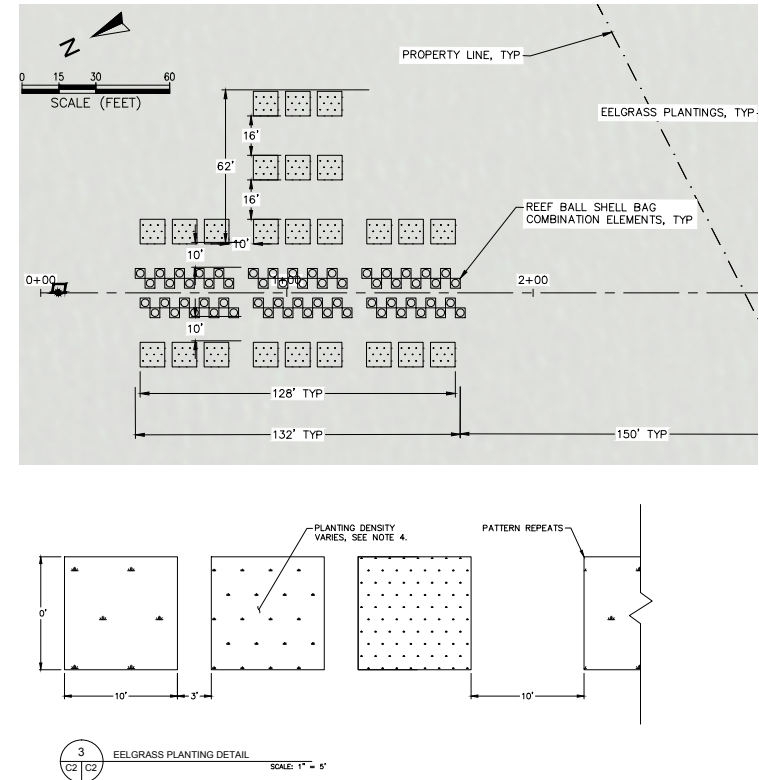 N
PROPERTY LINE, TYP
0 15 30 60
SCALE (FEET)
EELGRASS PLANTINGS, TYP
16'
62'
16'
REEF BALL SHELL BAG
COMBINATION ELEMENTS, TYP
10' 10'
0+00 1+00 2+00
10'
128' TYP
132' TYP 150' TYP
PLANTING DENSITY
VARIES, SEE NOTE 4.
PATTERN REPEATS
0'
10' 3' 10'
3
C2 C2
EELGRASS PLANTING DETAIL
SCALE: 1" = 5'